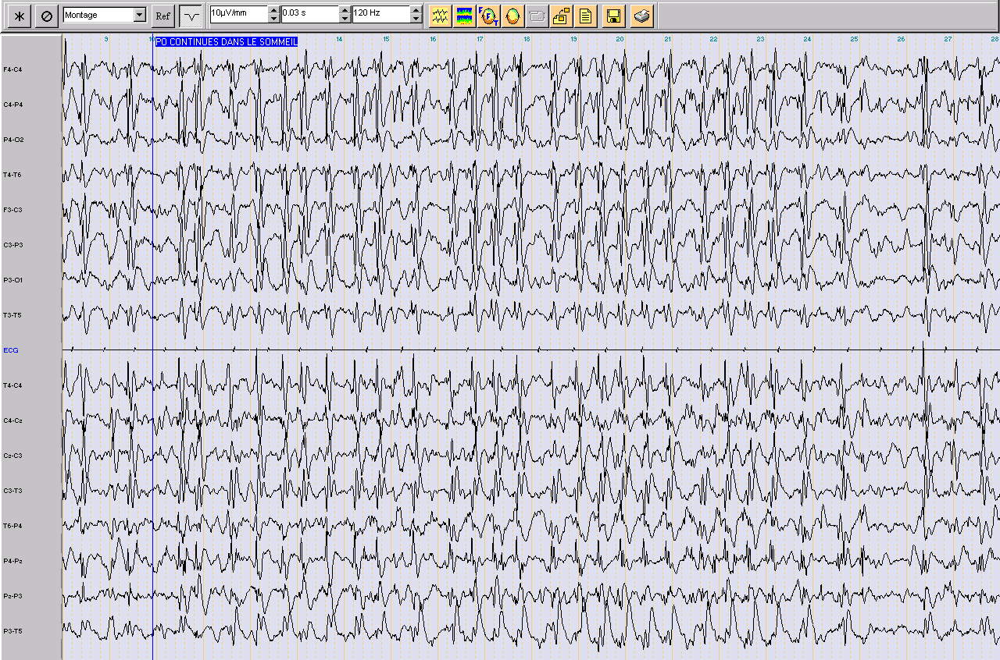 Montage
Ref
10µV/mm
0.03 s
120 Hz
F
F
T
9
10
PO CONTINUES DANS LE SOMMEIL
14
15
16
17
18
19
20
21
22
23
24
25
26
27
28
F4-C4
C4-P4
P4-O2
T4-T6
F3-C3
C3-P3
P3-O1
T3-T5
ECG
T4-C4
C4-Cz
Cz-C3
C3-T3
T6-P4
P4-Pz
Pz-P3
P3-T5